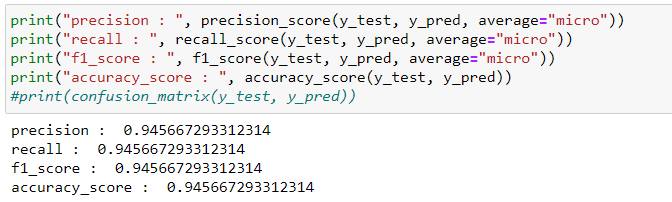 print("precision : ", precision_score(y_test, y_pred, average="micro"))
print("recall : ", recall_score(y_test, y_pred, average="micro"))
print("f1_score : ", f1_score(y_test, y_pred, average="micro"))
print("accuracy_score : ", accuracy_score(y_test, y_pred))
#print(confusion_matrix(y_test, y_pred))
precision :  0.945667293312314
recall :  0.945667293312314
f1_score :  0.945667293312314
accuracy_score :  0.945667293312314